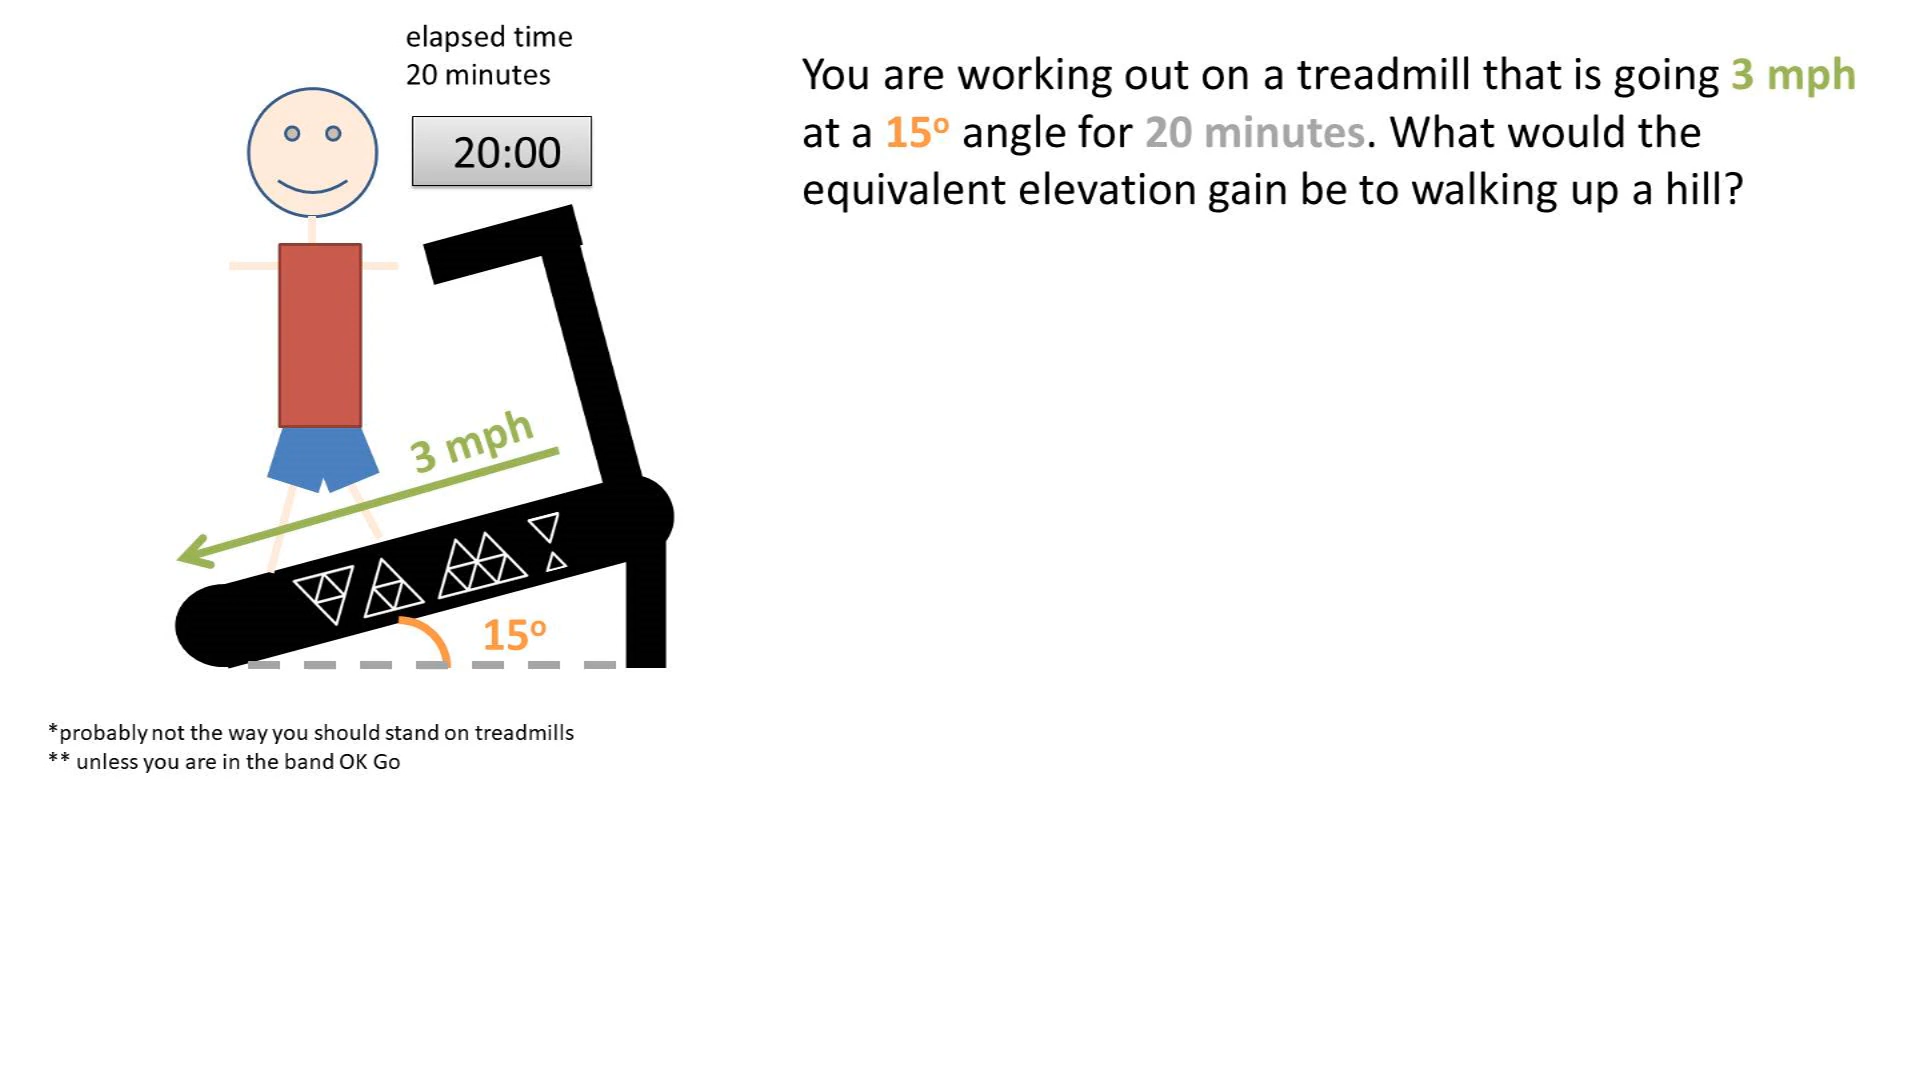 elapsed time
20 minutes
20:00
You are working out on a treadmill that is going 3 mph
at a 15º angle for 20 minutes. What would the
equivalent elevation gain be to walking up a hill?
3 mph
15º
*probably not the way you should stand on treadmills
** unless you are in the band OK Go